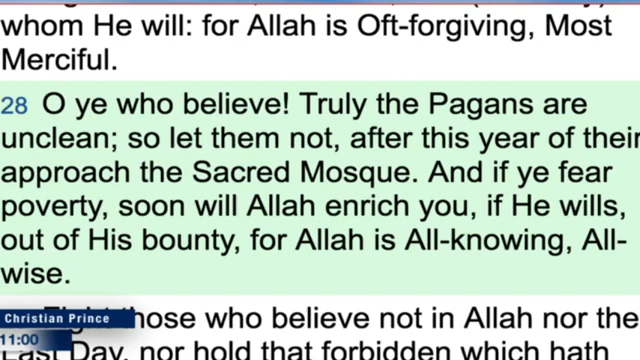 whom He will: for Allah is Oft-forgiving, Most
Merciful.
28 O ye who believe! Truly the Pagans are
unclean; so let them not, after this year of their
approach the Sacred Mosque. And if ye fear
poverty, soon will Allah enrich you, if He wills,
out of His bounty, for Allah is All-knowing, All-
wise.
those who believe not in Allah nor the
Christian Prince
11:00
Last Day, nor hold that forbidden which hath